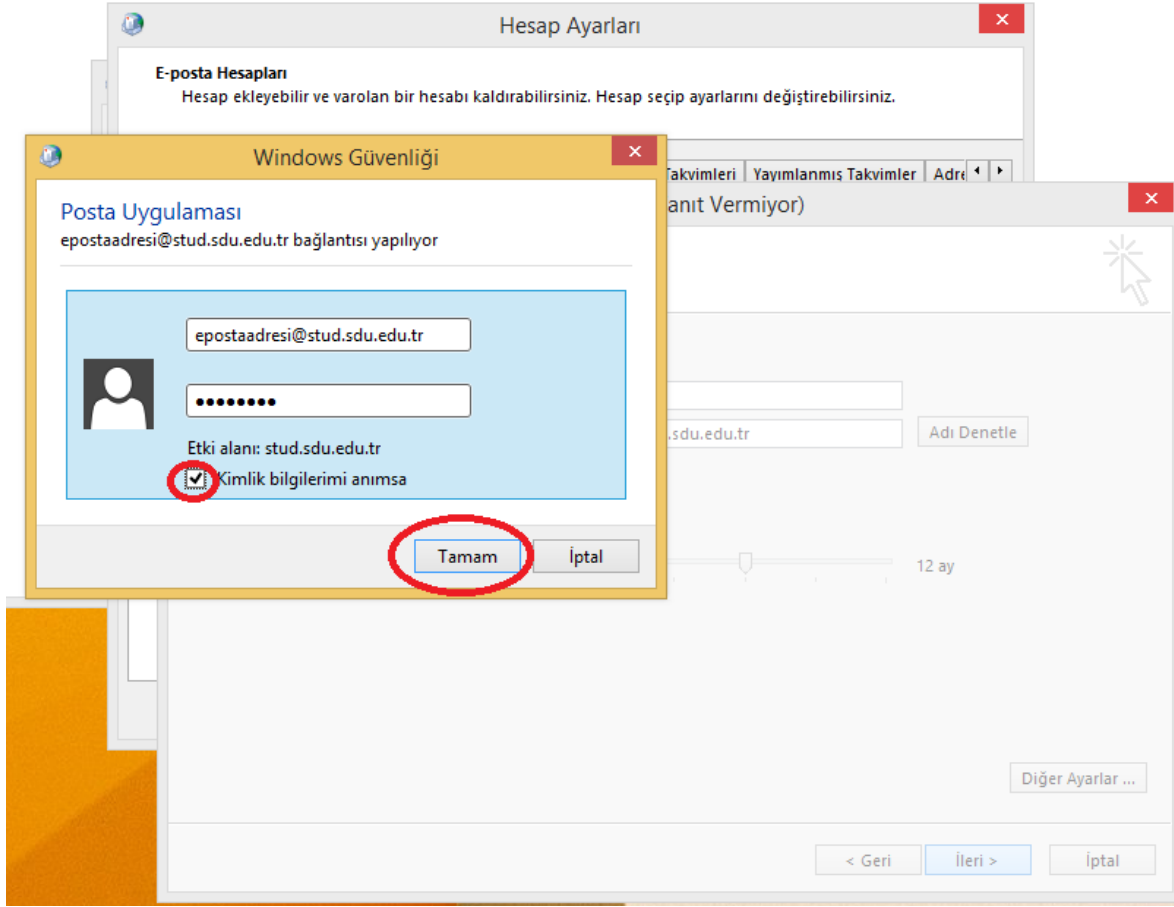 Hesap Ayarları
E-posta Hesapları
Hesap ekleyebilir ve varolan bir hesabı kaldırabilirsiniz. Hesap seçip ayarlarını değiştirebilirsiniz.
Takvimleri Yayımlanmış Takvimler
Windows Güvenliği
Posta Uygulaması
epostaadresi@stud.sdu.edu.tr bağlantısı yapılıyor
epostaadresi@stud.sdu.edu.tr
Etki alanı: stud.sdu.edu.tr
Kimlik bilgilerimi anımsa
Tamam İptal
Vermiyor)
.sdu.edu.tr Adı Denetle
12 ay
Diğer Ayarlar ...
< Geri İleri > İptal